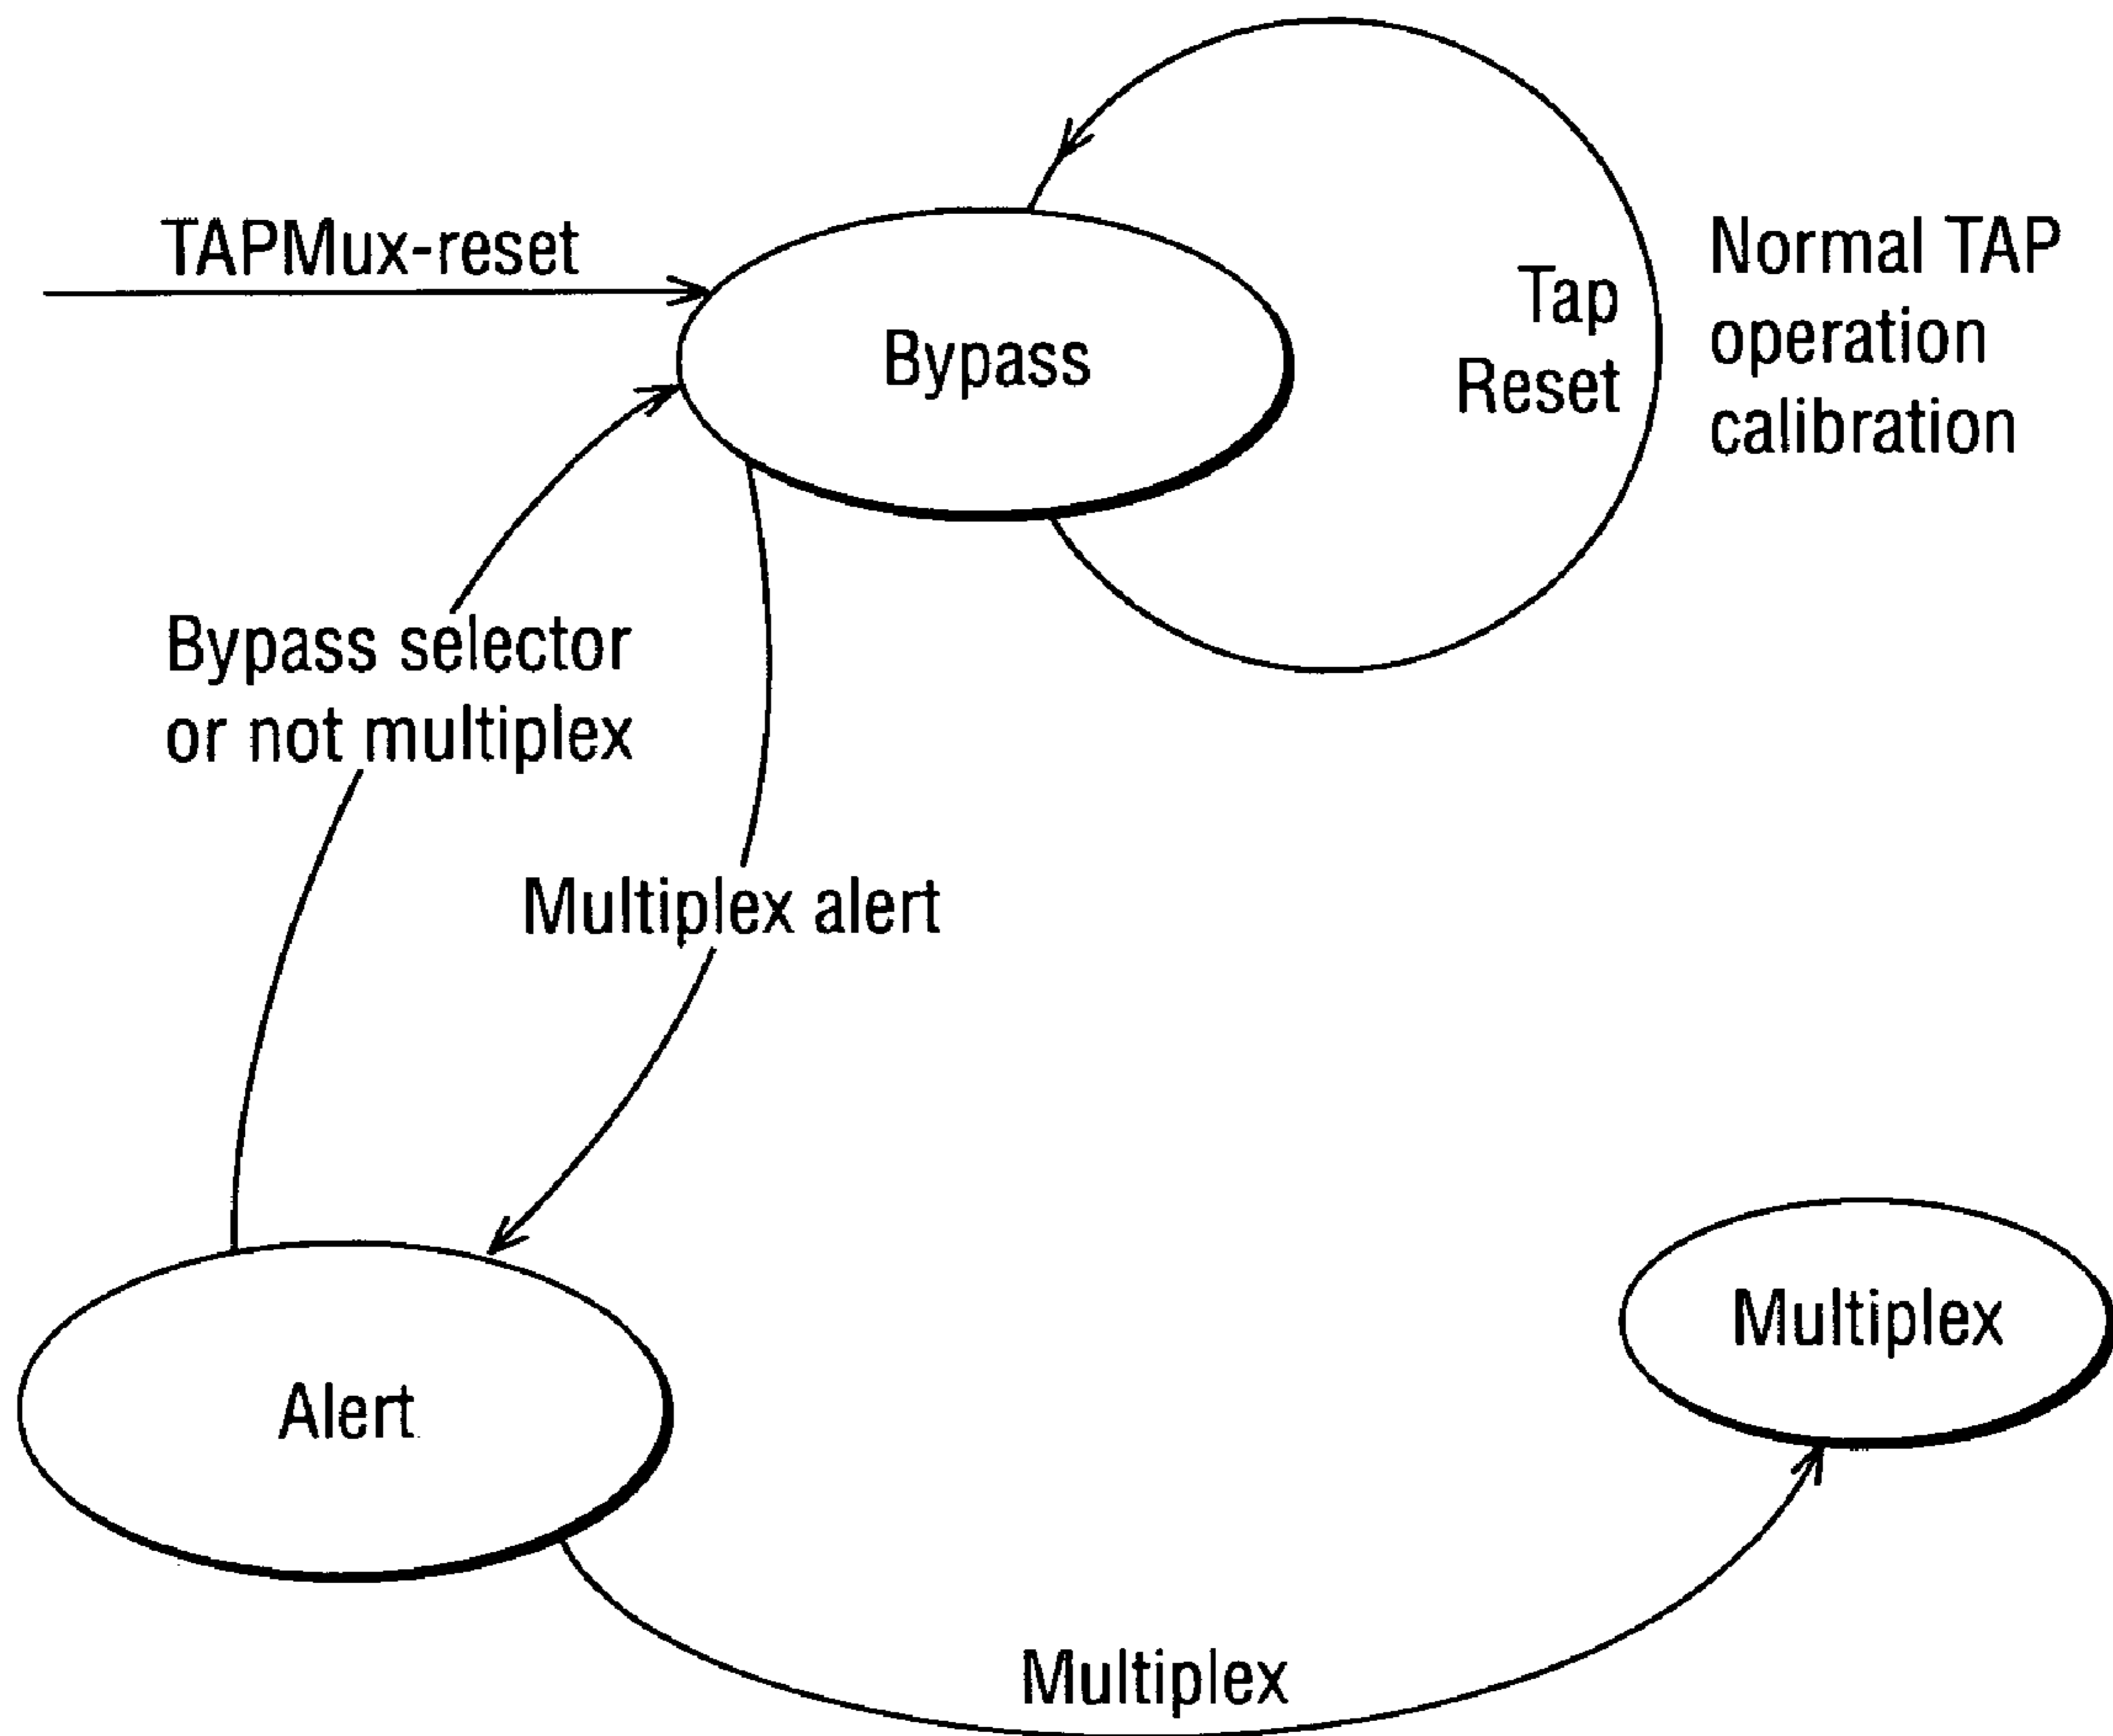 TAPMux-reset
Bypass
Tap
Reset
Normal TAP
operation
calibration
Bypass selector
or not multiplex
Multiplex alert
Multiplex
Alert
Multiplex